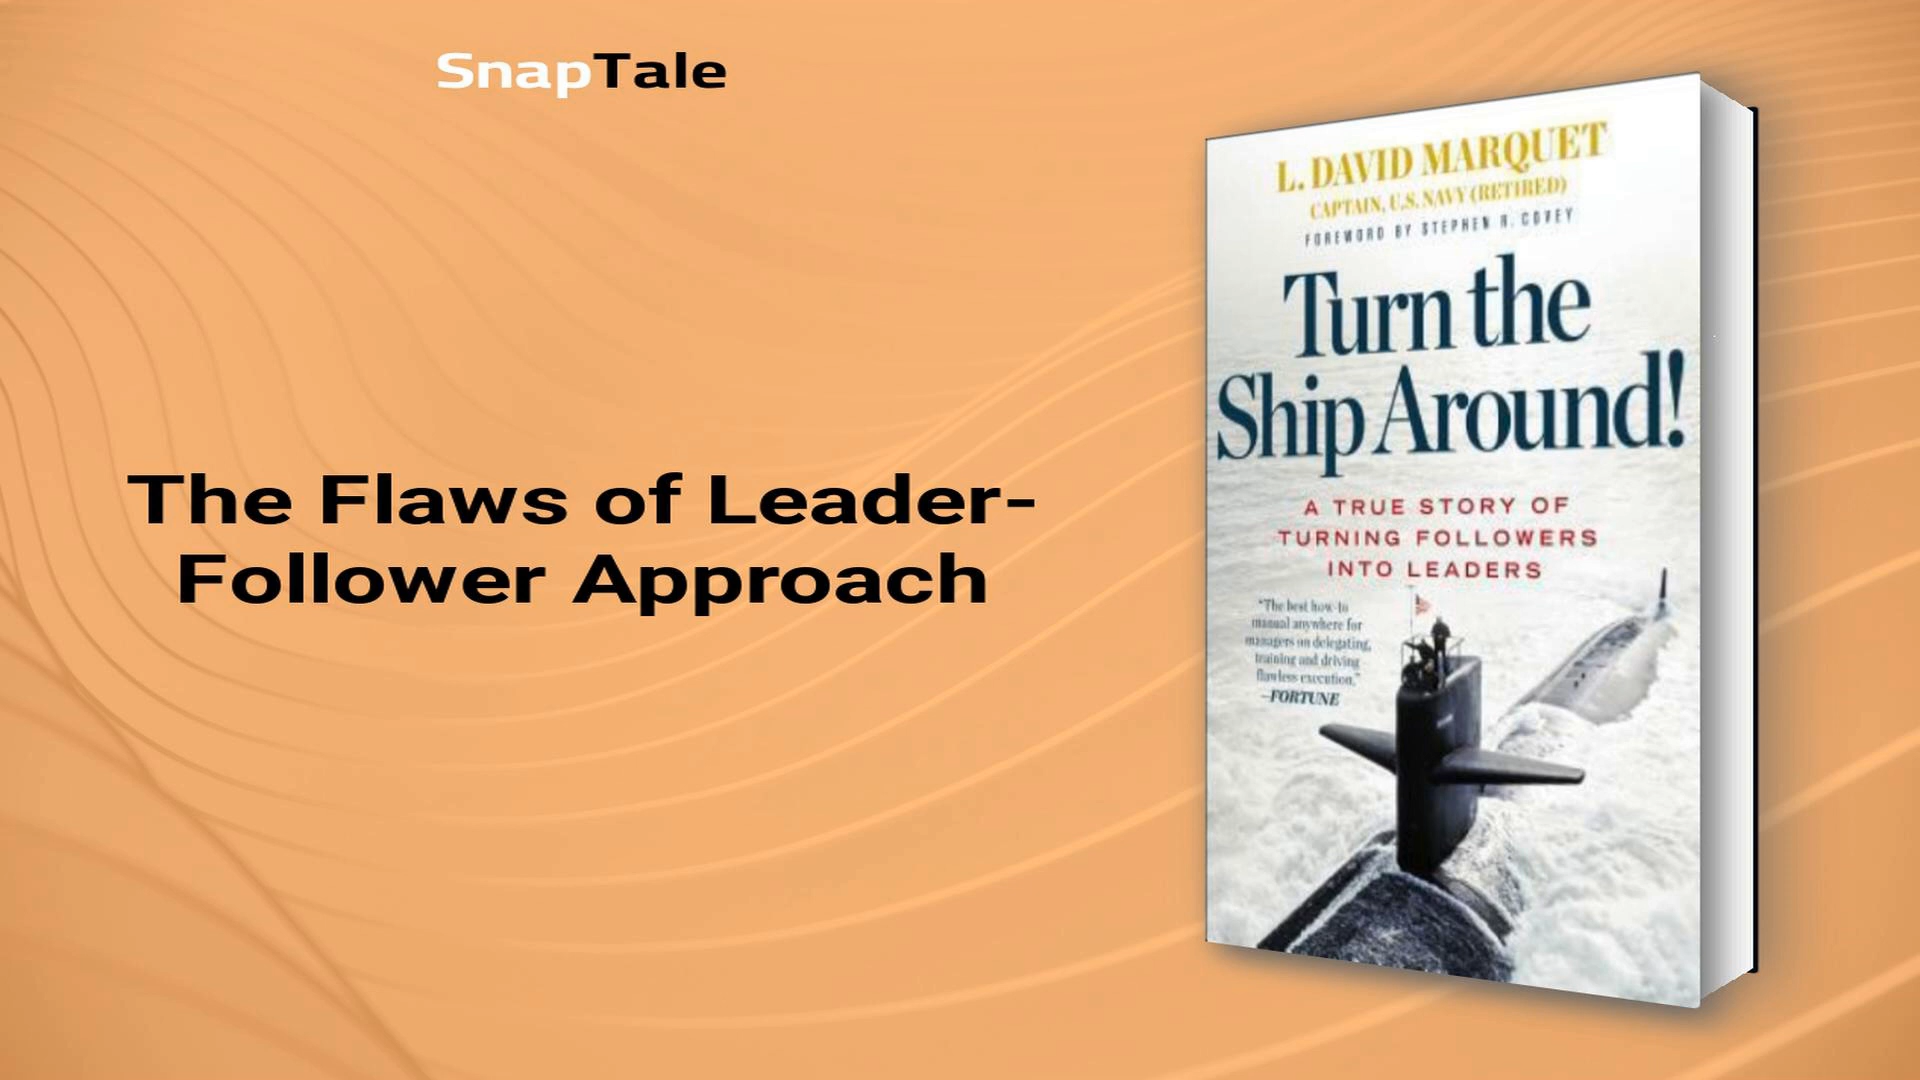 SnapTale
The Flaws of Leader-
Follower Approach
L. DAVID MARQUET
CAPTAIN, U.S. NAVY (RETIRED)
FOREWORD BY STEPHEN R. COVEY
Turn the
Ship Around!
A TRUE STORY OF
TURNING FOLLOWERS
INTO LEADERS
"The best how-to
manual anywhere for
managers on delegating,
training and driving
flawless execution."
—FORTUNE